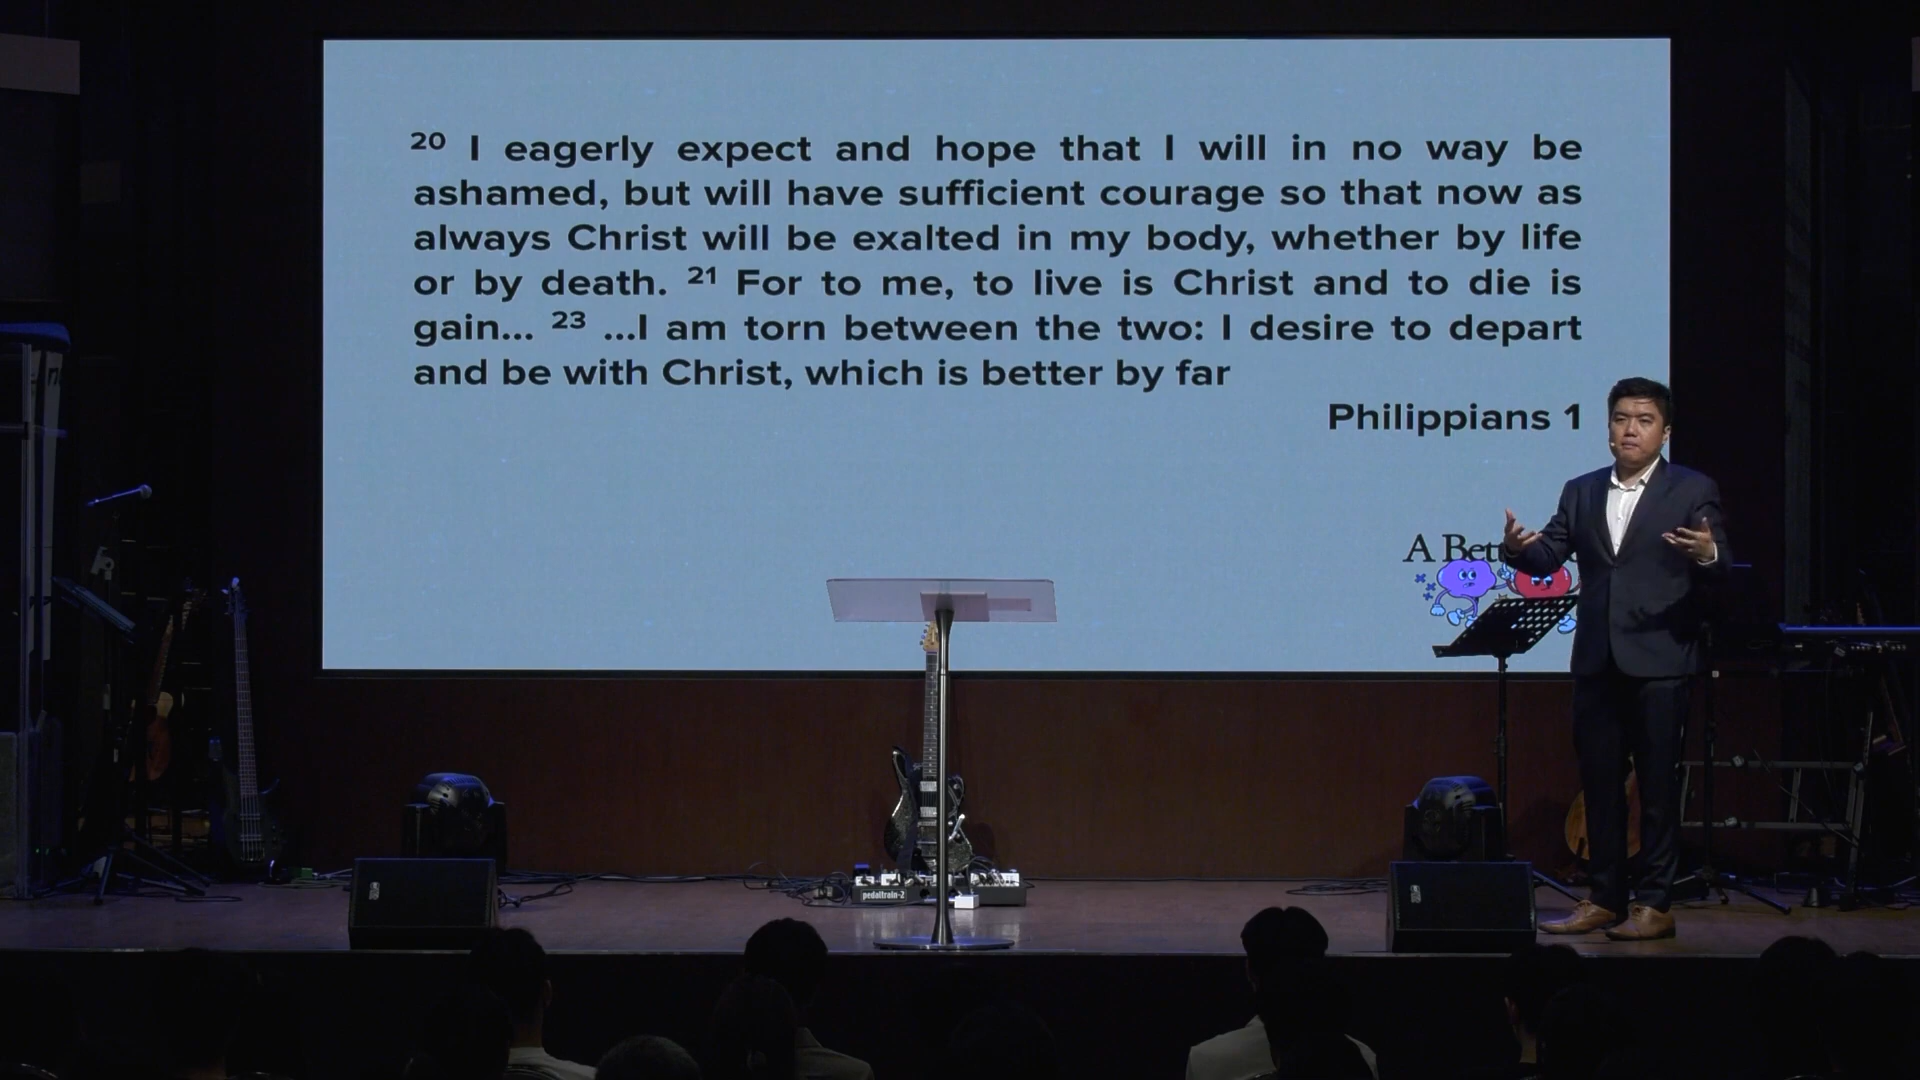 20 I eagerly expect and hope that I will in no way be
ashamed, but will have sufficient courage so that now as
always Christ will be exalted in my body, whether by life
or by death. 21 For to me, to live is Christ and to die is
gain... 23 ...I am torn between the two: I desire to depart
and be with Christ, which is better by far
Philippians 1
A
pedaltrain-2